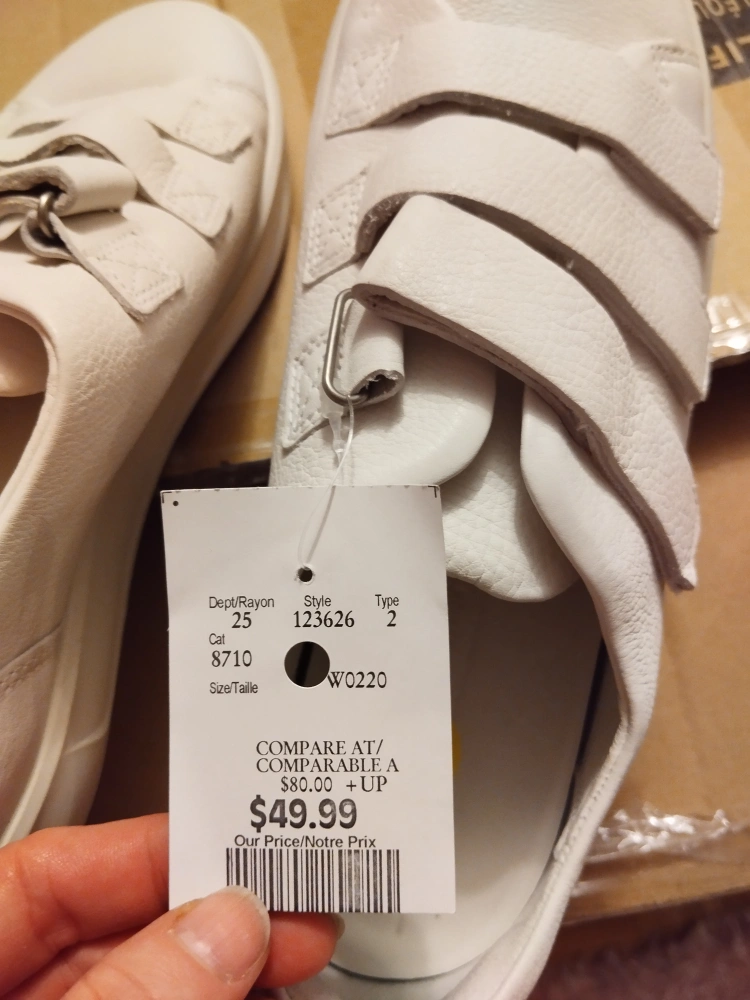 Dept/Rayon Style Type
25 123626 2
Cat
8710
Size/Taille W0220
COMPARE AT/
COMPARABLE A
$80.00 + UP
$49.99
Our Price/Notre Prix